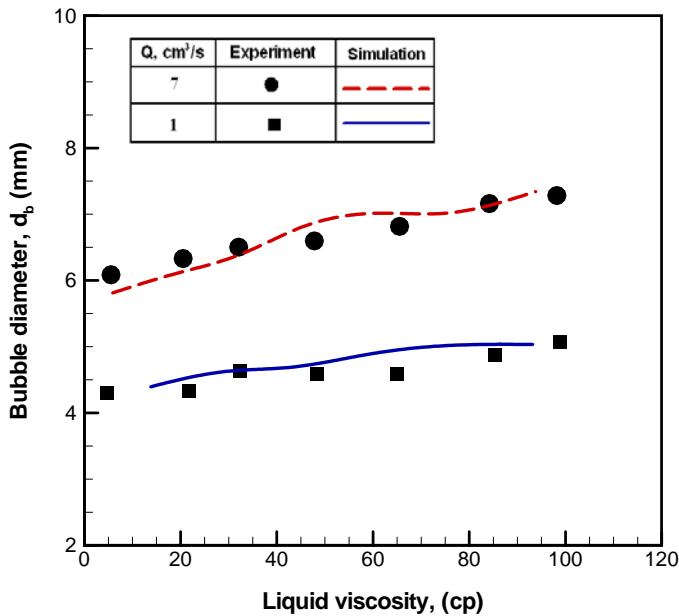 10
8
6
4
2
Bubble diameter, d_b (mm)
Q, cm³/s Experiment Simulation
7
1
0 20 40 60 80 100 120
Liquid viscosity, (cp)